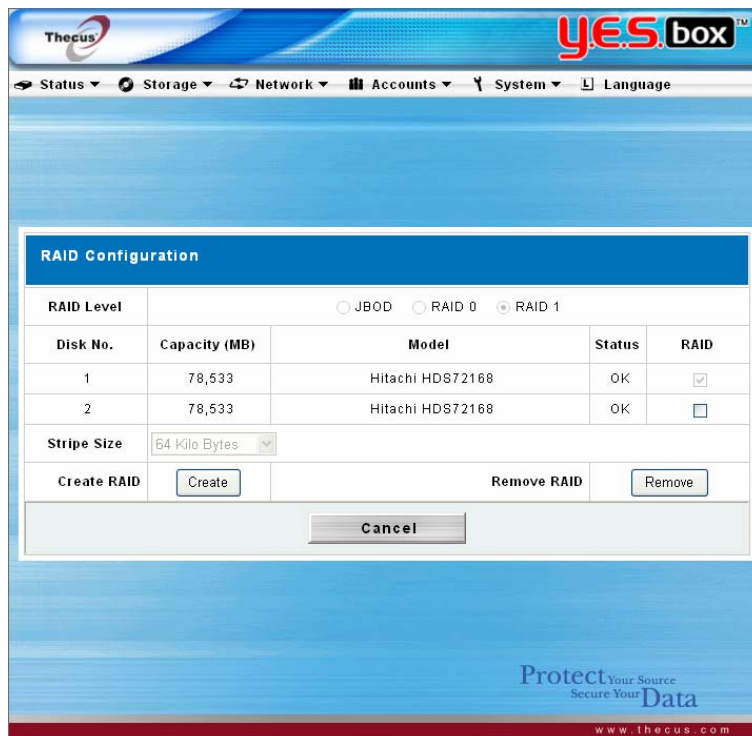 Thecus
Y.E.S. box TM
Status Storage Network Accounts System L Language
RAID Configuration
RAID Level JBOD RAID 0 RAID 1
Disk No. Capacity (MB) Model Status RAID
1 78,533 Hitachi HDS72168 OK
2 78,533 Hitachi HDS72168 OK
Stripe Size 64 Kilo Bytes
Create RAID Create Remove RAID Remove
Cancel
Protect Your Source
Secure Your Data
www.thecus.com